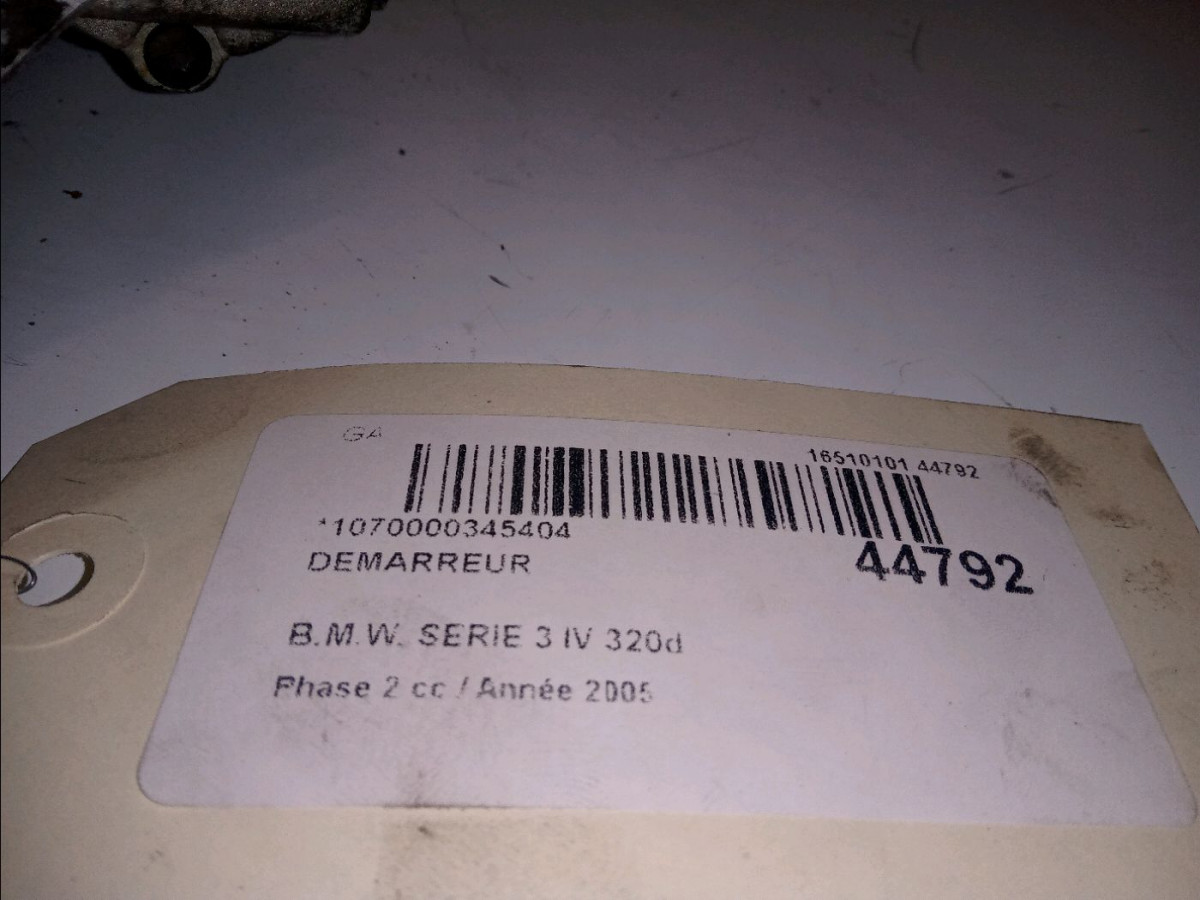 GA
16510101 44792
*1070000345404
44792
DEMARREUR
B.M.W. SERIE 3 IV 320d
Phase 2 cc / Année 2005